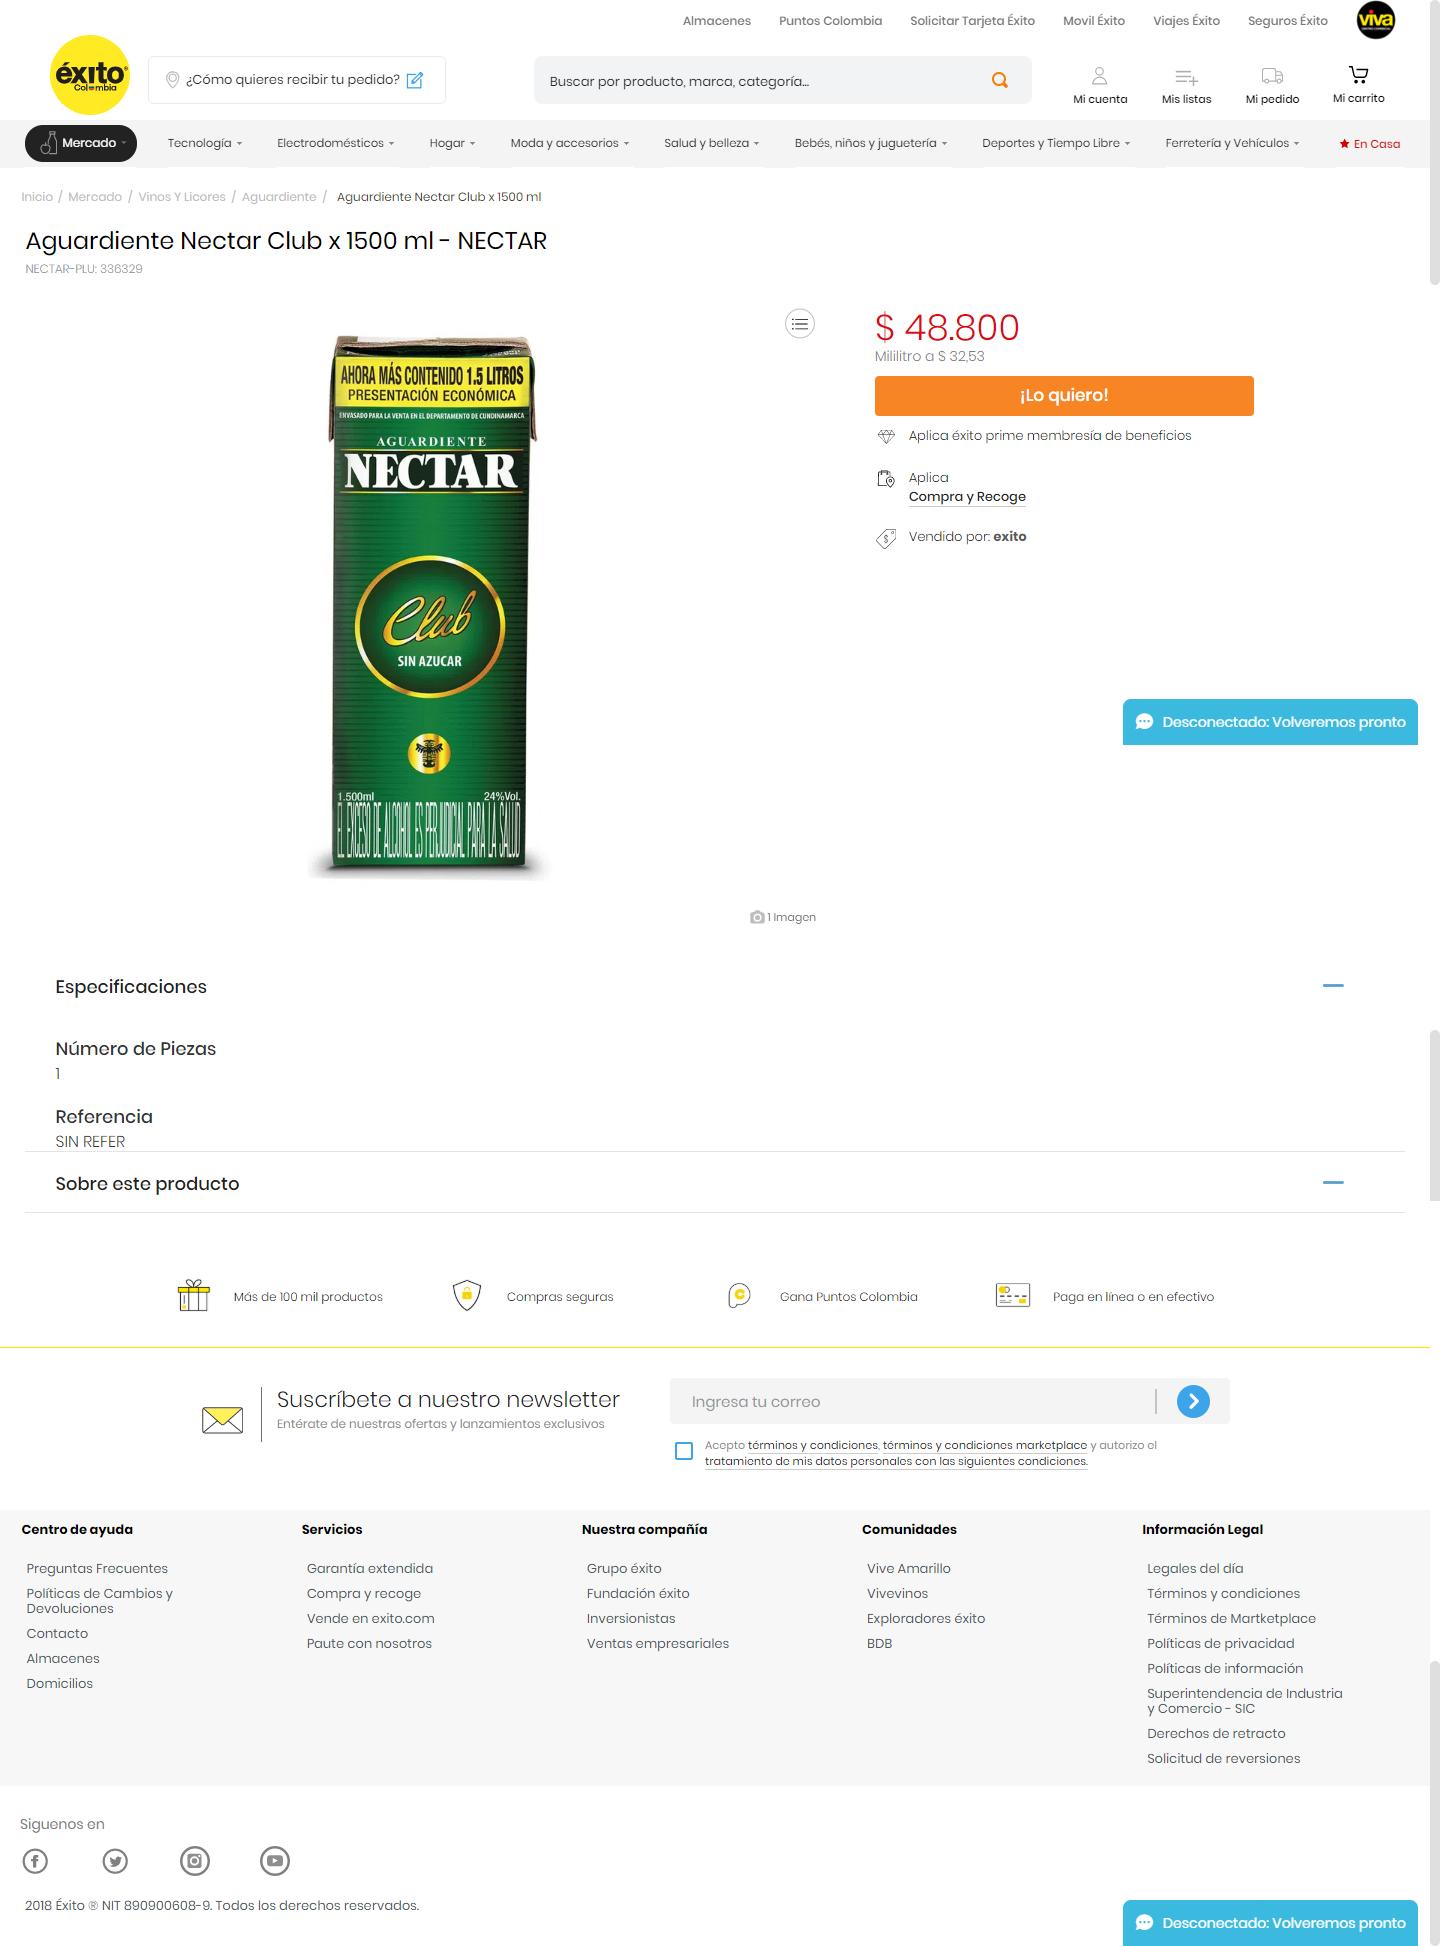 Almacenes Puntos Colombia Solicitar Tarjeta Éxito Movil Éxito Viajes Éxito Seguros Éxito viva
éxito
Colombia
¿Cómo quieres recibir tu pedido?
Buscar por producto, marca, categoría...
Mi cuenta Mis listas Mi pedido Mi carrito
Mercado Tecnología Electrodomésticos Hogar Moda y accesorios Salud y belleza Bebés, niños y juguetería Deportes y Tiempo Libre Ferretería y Vehículos En Casa
Inicio / Mercado / Vinos Y Licores / Aguardiente / Aguardiente Nectar Club x 1500 ml
Aguardiente Nectar Club x 1500 ml - NECTAR
NECTAR-PLU: 336329
AHORA MÁS CONTENIDO 1.5 LITROS
PRESENTACIÓN ECONÓMICA
ENVASADO PARA LA VENTA EN EL DEPARTAMENTO DE CUNDINAMARCA
AGUARDIENTE
NECTAR
Club
SIN AZUCAR
1.500ml 24%Vol.
EL EXCESO DE ALCOHOL ES PERJUDICIAL PARA LA SALUD
$ 48.800
Mililitro a $ 32,53
¡Lo quiero!
Aplica éxito prime membresía de beneficios
Aplica
Compra y Recoge
Vendido por: exito
Desconectado: Volveremos pronto
1 Imagen
Especificaciones
Número de Piezas
1
Referencia
SIN REFER
Sobre este producto
Más de 100 mil productos Compras seguras Gana Puntos Colombia Paga en línea o en efectivo
Suscríbete a nuestro newsletter
Entérate de nuestras ofertas y lanzamientos exclusivos
Ingresa tu correo
Acepto términos y condiciones, términos y condiciones marketplace y autorizo el
tratamiento de mis datos personales con las siguientes condiciones.
Centro de ayuda
Preguntas Frecuentes
Políticas de Cambios y
Devoluciones
Contacto
Almacenes
Domicilios
Servicios
Garantía extendida
Compra y recoge
Vende en exito.com
Paute con nosotros
Nuestra compañía
Grupo éxito
Fundación éxito
Inversionistas
Ventas empresariales
Comunidades
Vive Amarillo
Vivevinos
Exploradores éxito
BDB
Información Legal
Legales del día
Términos y condiciones
Términos de Martketplace
Políticas de privacidad
Políticas de información
Superintendencia de Industria
y Comercio - SIC
Derechos de retracto
Solicitud de reversiones
Siguenos en
2018 Éxito ® NIT 890900608-9. Todos los derechos reservados.
Desconectado: Volveremos pronto